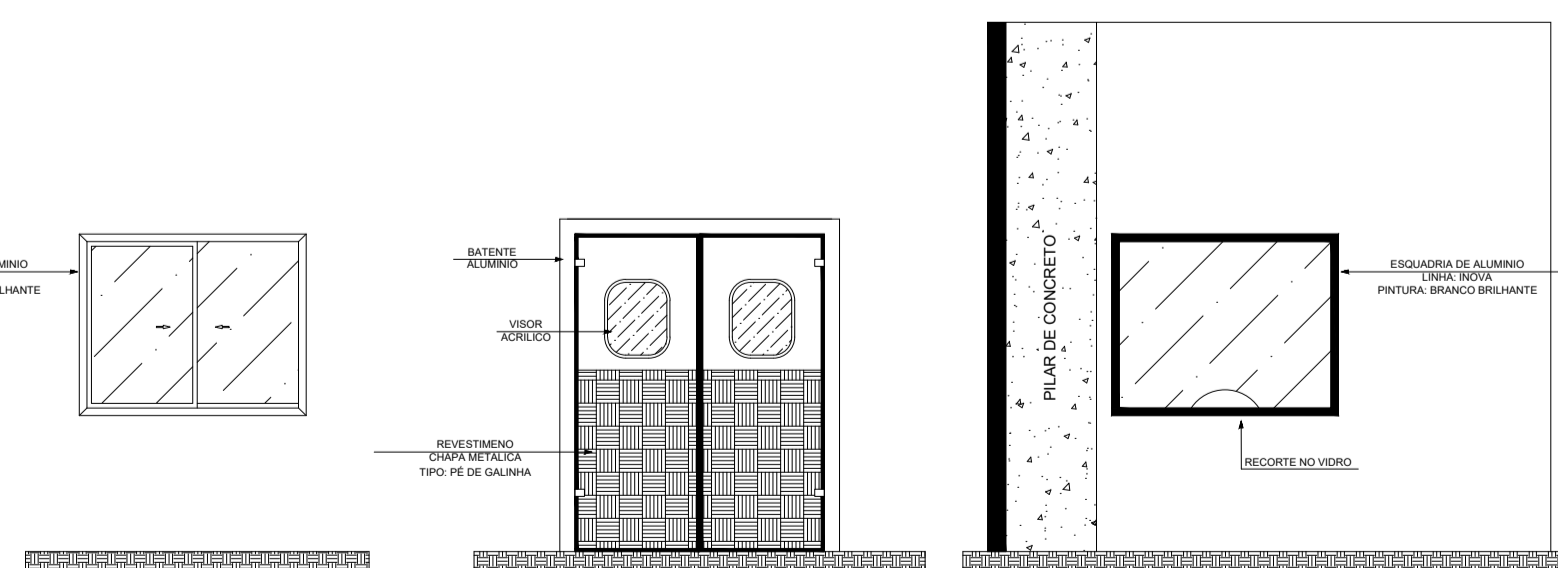 MINIO
LHANTE
BATENTE
ALUMINIO
VISOR
ACRILICO
REVESTIMENO
CHAPA METALICA
TIPO: PÉ DE GALINHA
PILAR DE CONCRETO
ESQUADRIA DE ALUMINIO
LINHA: INOVA
PINTURA: BRANCO BRILHANTE
RECORTE NO VIDRO